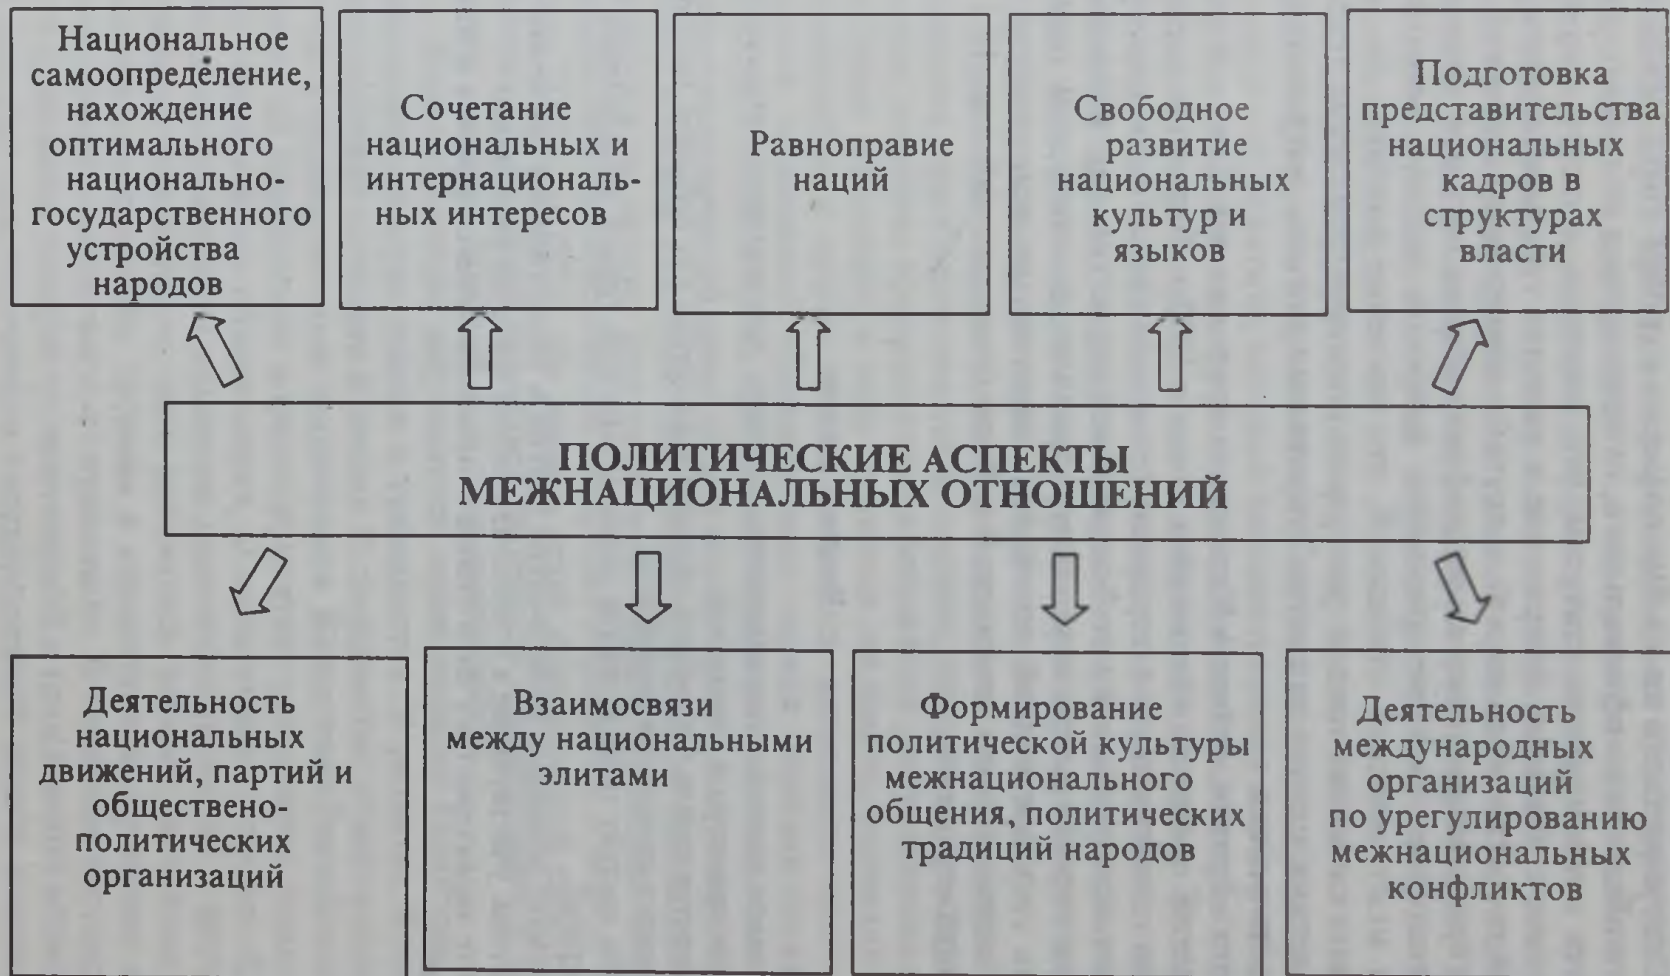 Национальное
самоопределение,
нахождение
оптимального
национально-
государственного
устройства
народов
Сочетание
национальных и
интернациональ-
ных интересов
Равноправие
наций
Свободное
развитие
национальных
культур и
языков
Подготовка
представительства
национальных
кадров в
структурах
власти
ПОЛИТИЧЕСКИЕ АСПЕКТЫ
МЕЖНАЦИОНАЛЬНЫХ ОТНОШЕНИЙ
Деятельность
национальных
движений, партий и
общественo-
политических
организаций
Взаимосвязи
между национальными
элитами
Формирование
политической культуры
межнационального
общения, политических
традиций народов
Деятельность
международных
организаций
по урегулированию
межнациональных
конфликтов